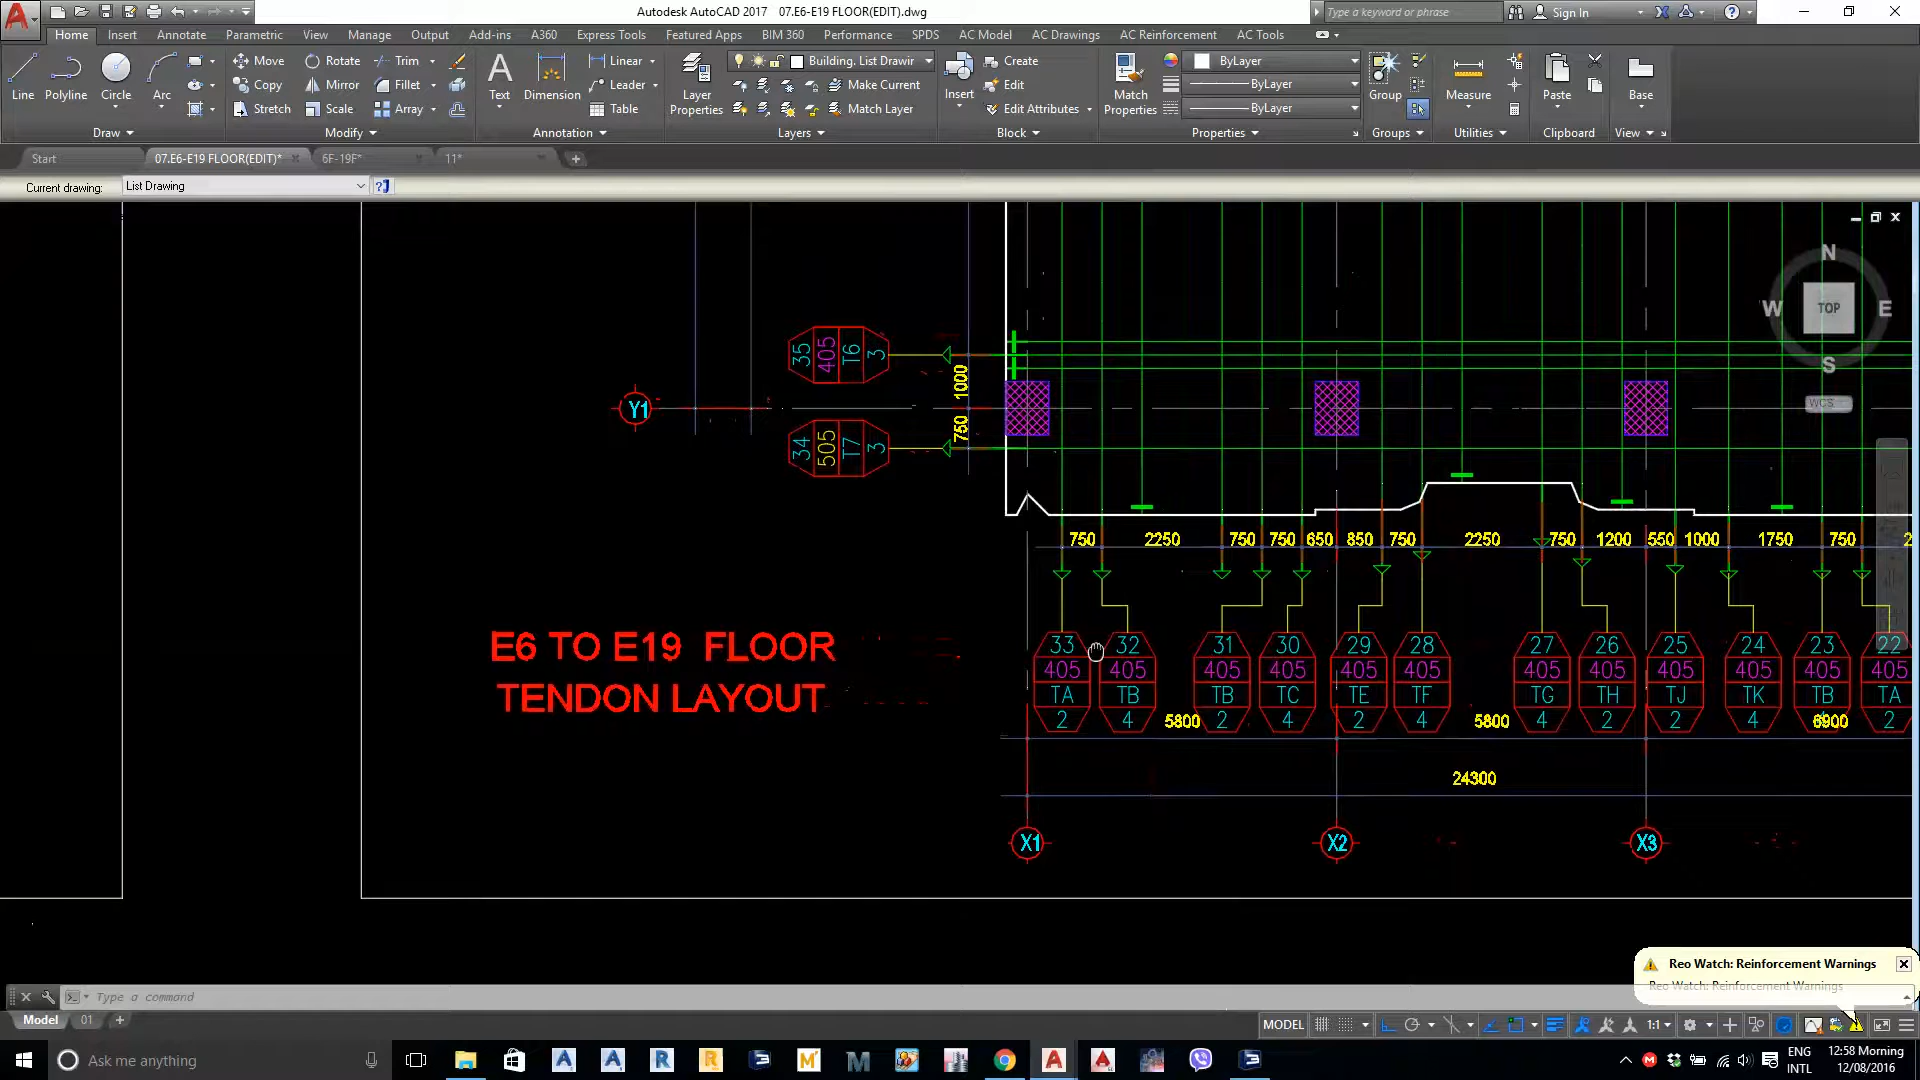 Autodesk AutoCAD 2017 07.E6-E19 FLOOR(EDIT).dwg
Type a keyword or phrase
Sign In
Home Insert Annotate Parametric View Manage Output Add-ins A360 Express Tools Featured Apps BIM 360 Performance SPDS AC Model AC Drawings AC Reinforcement AC Tools
Line Polyline Circle Arc
Move Rotate Trim
Copy Mirror Fillet
Stretch Scale Array
Text Dimension
Linear
Leader
Table
Layer Properties
Building. List Drawir
Make Current
Match Layer
Insert
Create
Edit
Edit Attributes
Match Properties
ByLayer
ByLayer
ByLayer
Group Measure Paste Base
Draw Modify Annotation Layers Block Properties Groups Utilities Clipboard View
Start 07.E6-E19 FLOOR(EDIT)* 6F-19F* 11*
Current drawing: List Drawing
N
W TOP E
S
WCS
35 405 T6 3
1000
Y1
750
34 505 T7 3
750 2250 750 750 650 850 750 2250 750 1200 550 1000 1750 750 2
E6 TO E19 FLOOR
TENDON LAYOUT
33 32 31 30 29 28 27 26 25 24 23 22
405 405 405 405 405 405 405 405 405 405 405 405
TA TB TB TC TE TF TG TH TJ TK TB TA
2 4 2 4 2 4 4 2 2 4 4 2
5800 5800 6900
24300
X1 X2 X3
Reo Watch: Reinforcement Warnings
Reo Watch: Reinforcement Warnings
Type a command
Model 01
MODEL 1:1
Ask me anything
ENG
INTL
12:58 Morning
12/08/2016